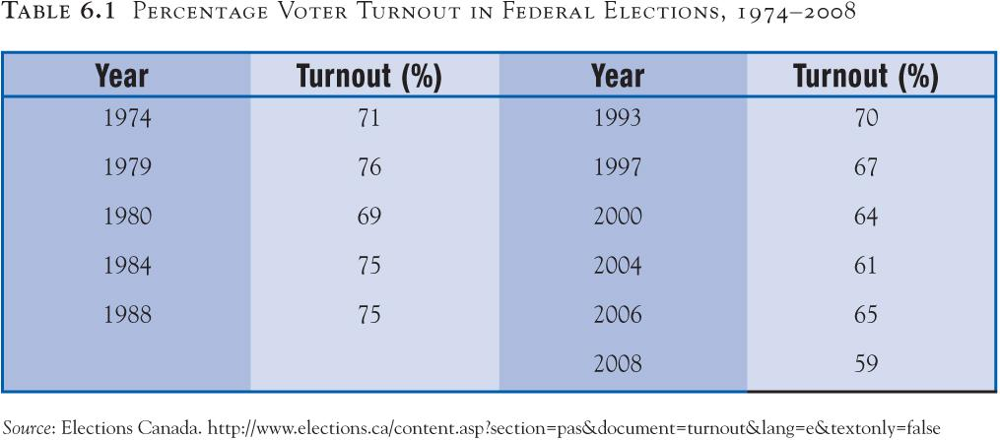 TABLE 6.1 PERCENTAGE VOTER TURNOUT IN FEDERAL ELECTIONS, 1974–2008
Year Turnout (%) Year Turnout (%)
1974 71 1993 70
1979 76 1997 67
1980 69 2000 64
1984 75 2004 61
1988 75 2006 65
2008 59
Source: Elections Canada. http://www.elections.ca/content.asp?section=pas&document=turnout&lang=e&textonly=false